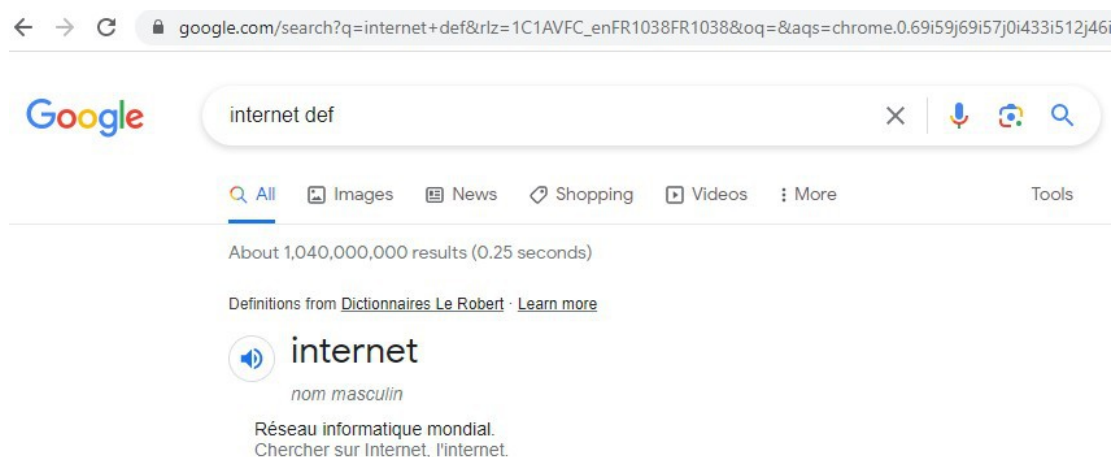 google.com/search?q=internet+def&rlz=1C1AVFC_enFR1038FR1038&oq=&aqs=chrome.0.69i59j69i57j0i433i512j46i
Google
internet def
All Images News Shopping Videos More Tools
About 1,040,000,000 results (0.25 seconds)
Definitions from Dictionnaires Le Robert · Learn more
internet
nom masculin
Réseau informatique mondial.
Chercher sur Internet, l'internet.